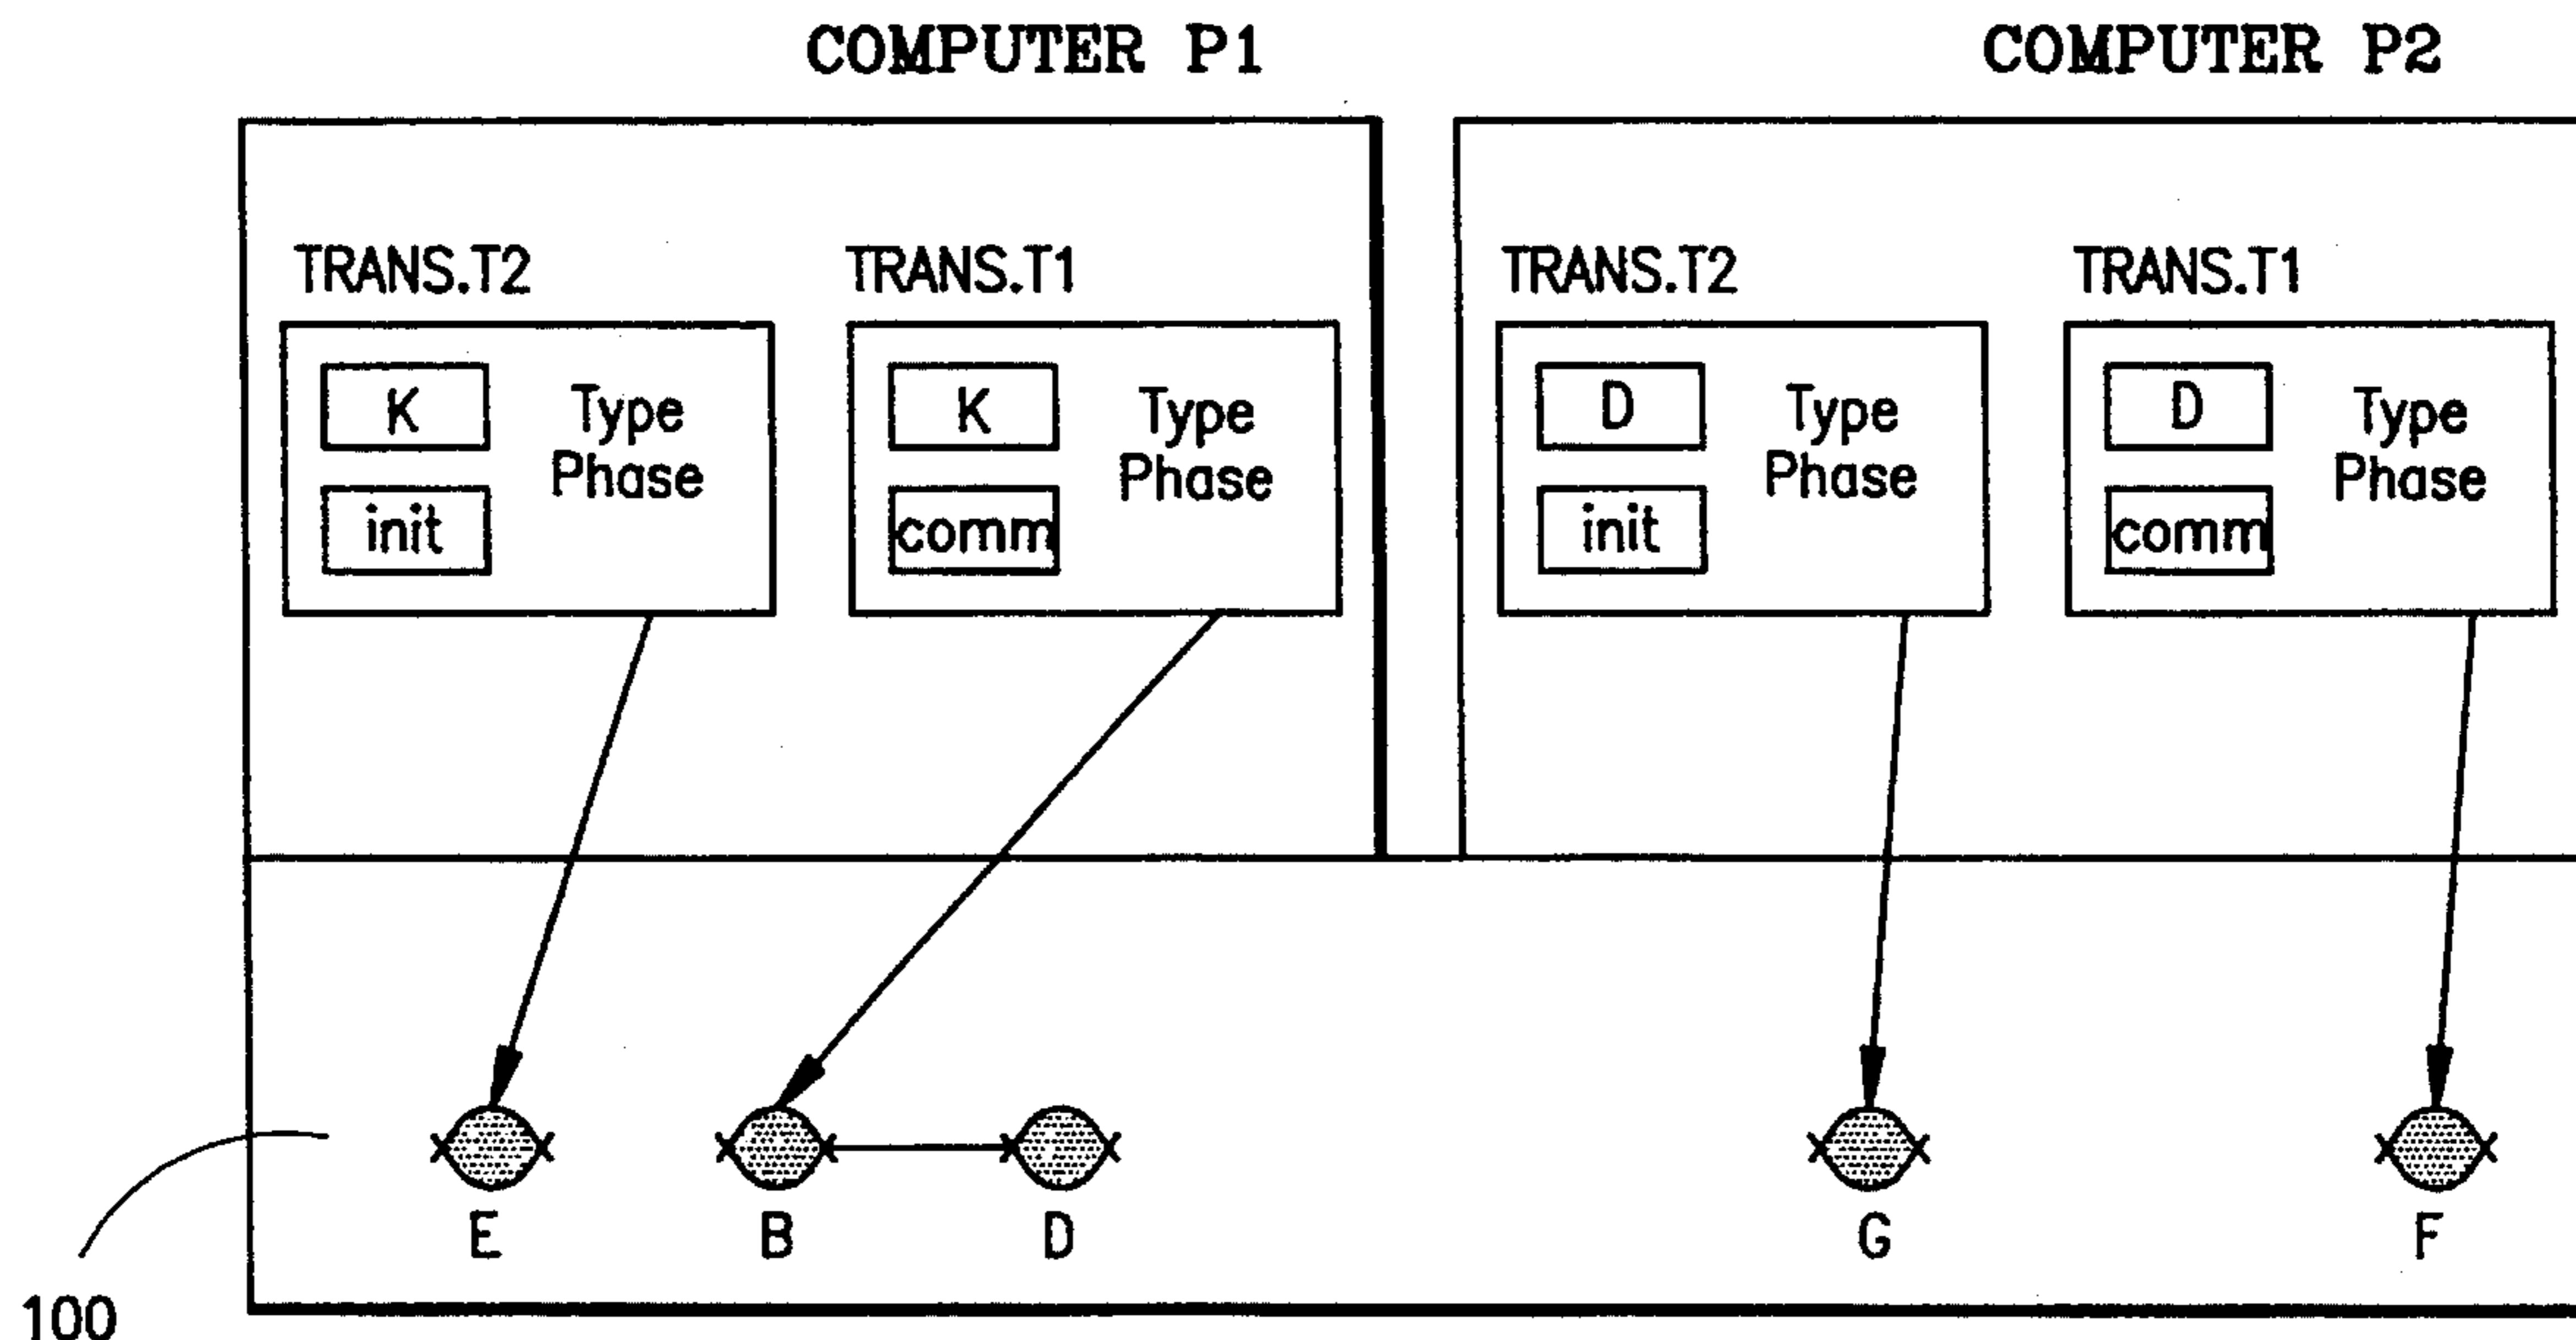 COMPUTER P1
COMPUTER P2
TRANS.T2
TRANS.T1
TRANS.T2
TRANS.T1
K
Type
Phase
init
K
Type
Phase
comm
D
Type
Phase
init
D
Type
Phase
comm
E
B
D
G
F
100